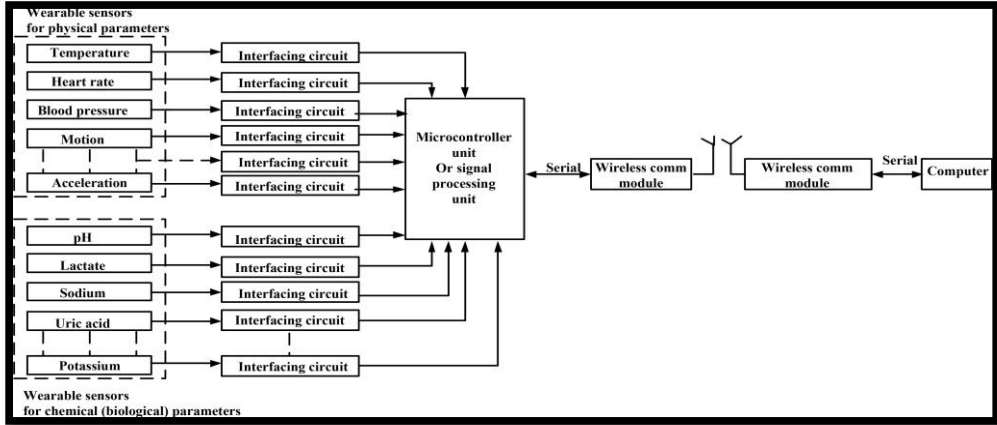 Wearable sensors
for physical parameters
Temperature
Interfacing circuit
Heart rate
Interfacing circuit
Blood pressure
Interfacing circuit
Motion
Interfacing circuit
Interfacing circuit
Acceleration
Interfacing circuit
Microcontroller
unit
Or signal
processing
unit
Serial
Wireless comm
module
Wireless comm
module
Serial
Computer
pH
Interfacing circuit
Lactate
Interfacing circuit
Sodium
Interfacing circuit
Uric acid
Interfacing circuit
Potassium
Interfacing circuit
Wearable sensors
for chemical (biological) parameters